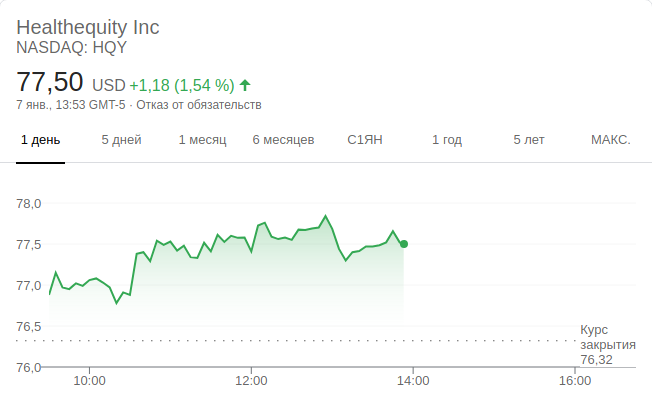 Healthequity Inc
NASDAQ: HQY
77,50 USD +1,18 (1,54 %)
7 янв., 13:53 GMT-5 · Отказ от обязательств
1 день 5 дней 1 месяц 6 месяцев С1ЯН 1 год 5 лет МАКС.
78,0
77,5
77,0
76,5
Курс
закрытия
76,32
76,0
10:00 12:00 14:00 16:00